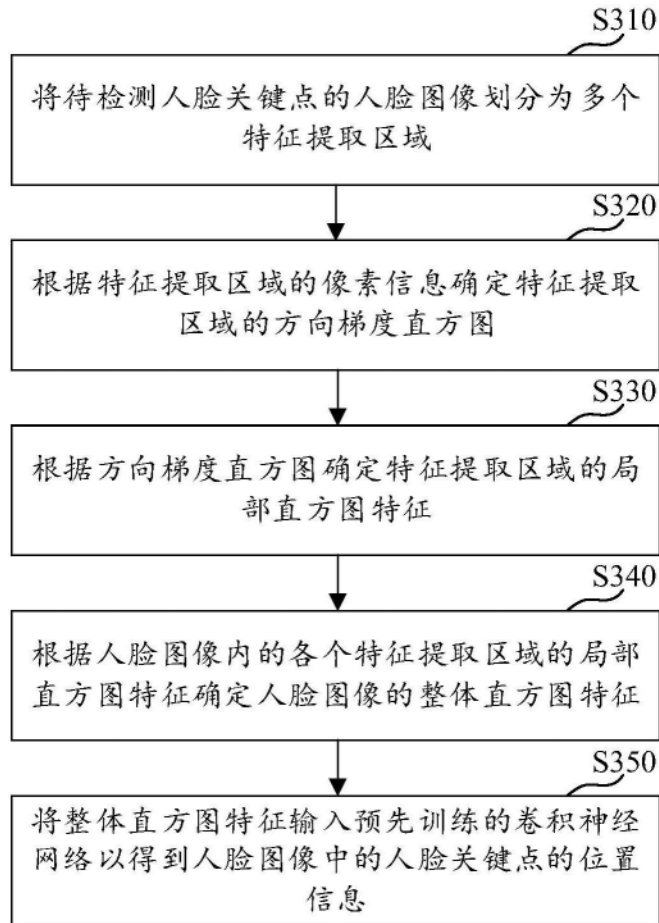 S310
将待检测人脸关键点的人脸图像划分为多个
特征提取区域
S320
根据特征提取区域的像素信息确定特征提取
区域的方向梯度直方图
S330
根据方向梯度直方图确定特征提取区域的局
部直方图特征
S340
根据人脸图像内的各个特征提取区域的局部
直方图特征确定人脸图像的整体直方图特征
S350
将整体直方图特征输入预先训练的卷积神经
网络以得到人脸图像中的人脸关键点的位置
信息